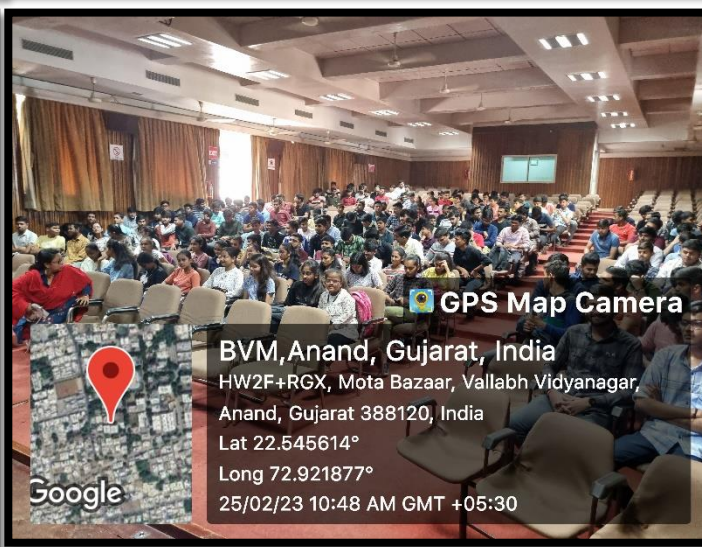 GPS Map Camera
BVM,Anand, Gujarat, India
HW2F+RGX, Mota Bazaar, Vallabh Vidyanagar,
Anand, Gujarat 388120, India
Lat 22.545614°
Long 72.921877°
25/02/23 10:48 AM GMT +05:30
Google